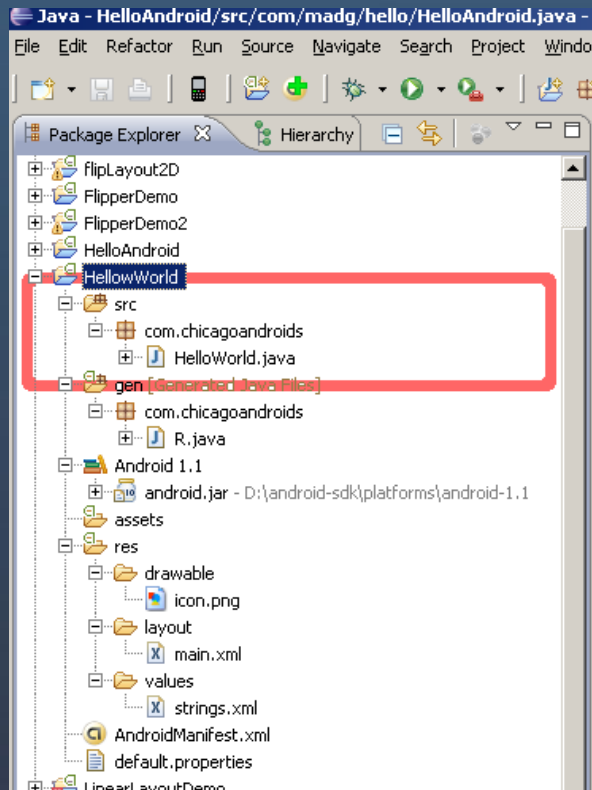 Java - HelloAndroid/src/com/madg/hello/HelloAndroid.java -
File Edit Refactor Run Source Navigate Search Project Windo
Package Explorer Hierarchy
flipLayout2D
FlipperDemo
FlipperDemo2
HelloAndroid
HellowWorld
src
com.chicagoandroids
HelloWorld.java
gen [Generated Java Files]
com.chicagoandroids
R.java
Android 1.1
android.jar - D:\android-sdk\platforms\android-1.1
assets
res
drawable
icon.png
layout
main.xml
values
strings.xml
AndroidManifest.xml
default.properties
LinearLayoutDemo